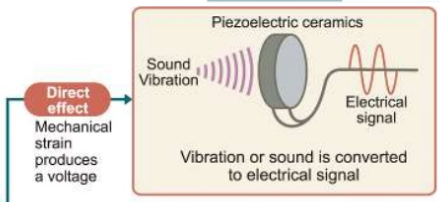 Piezoelectric ceramics
Sound
Vibration
Electrical
signal
Vibration or sound is converted
to electrical signal
Direct
effect
Mechanical
strain
produces
a voltage